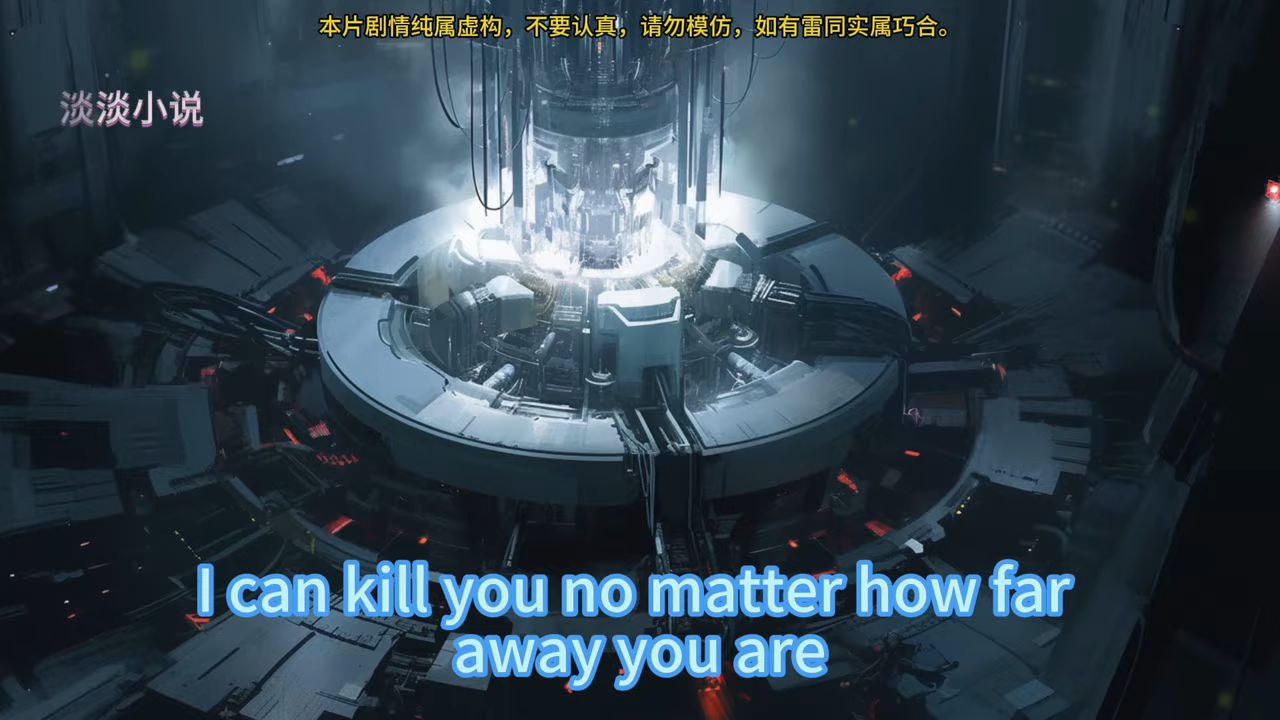 本片剧情纯属虚构，不要认真，请勿模仿，如有雷同实属巧合。
淡淡小说
I can kill you no matter how far
away you are